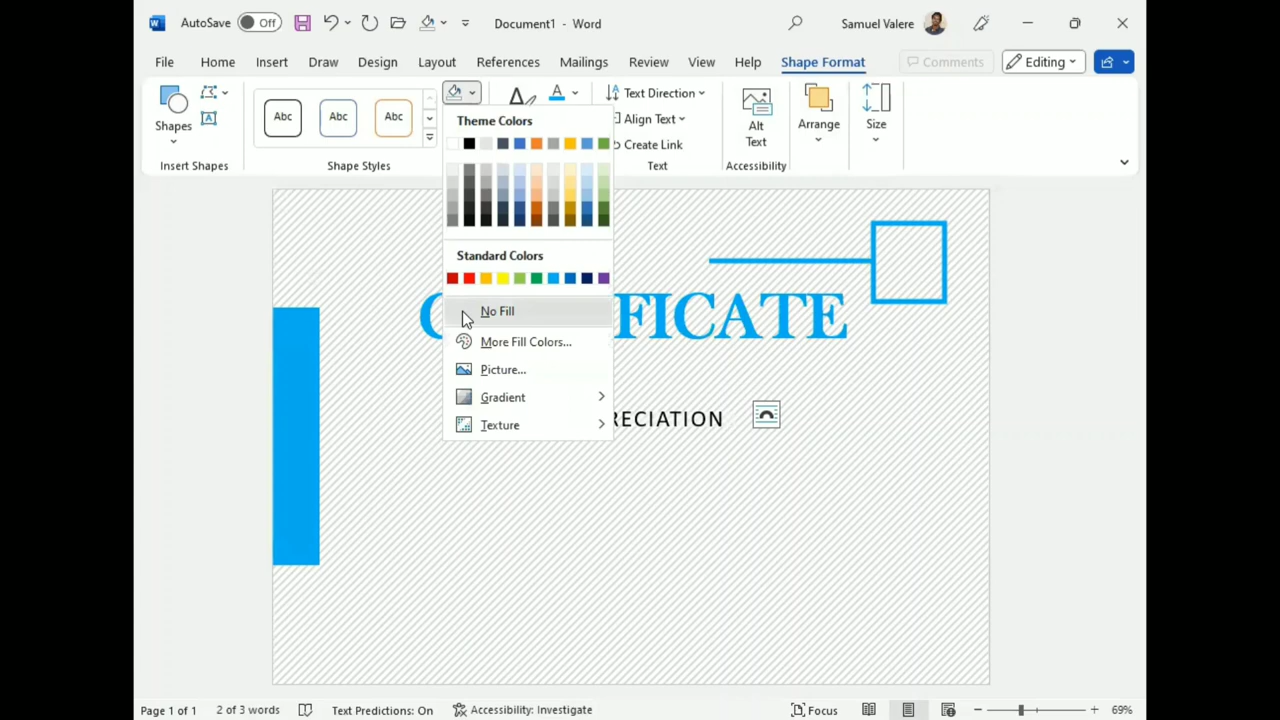 AutoSave Off Document1 - Word Samuel Valere
File Home Insert Draw Design Layout References Mailings Review View Help Shape Format Comments Editing
Abc Abc Abc
Shapes
Insert Shapes
Shape Styles
Text Direction
Align Text
Create Link
Text
Alt
Text
Accessibility
Arrange
Size
Theme Colors
Standard Colors
No Fill
More Fill Colors...
Picture...
Gradient
Texture
FICATE
RECIATION
Page 1 of 1 2 of 3 words Text Predictions: On Accessibility: Investigate Focus 69%